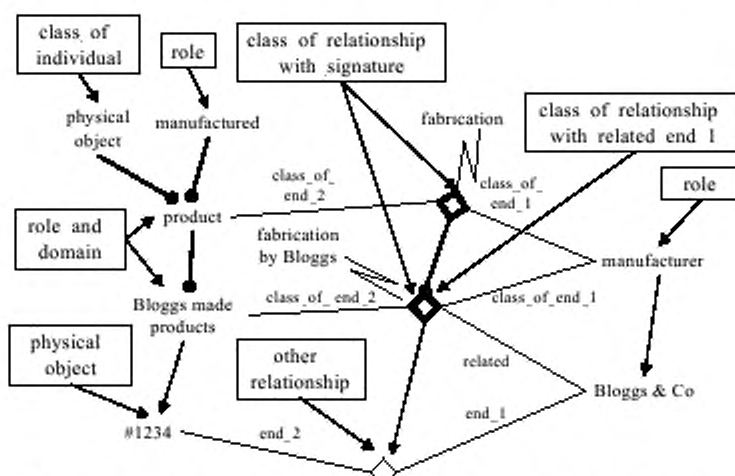 class of
individual
role
class of relationship
with signature
physical
object
manufactured
fabrication
class of relationship
with related end 1
class_of_
end_2
class_of_
end_1
role
product
role and
domain
fabrication
by Bloggs
manufacturer
Bloggs made
products
class_of_ end_2
class_of_end_1
physical
object
other
relationship
related
Bloggs & Co
end_1
#1234
end_2